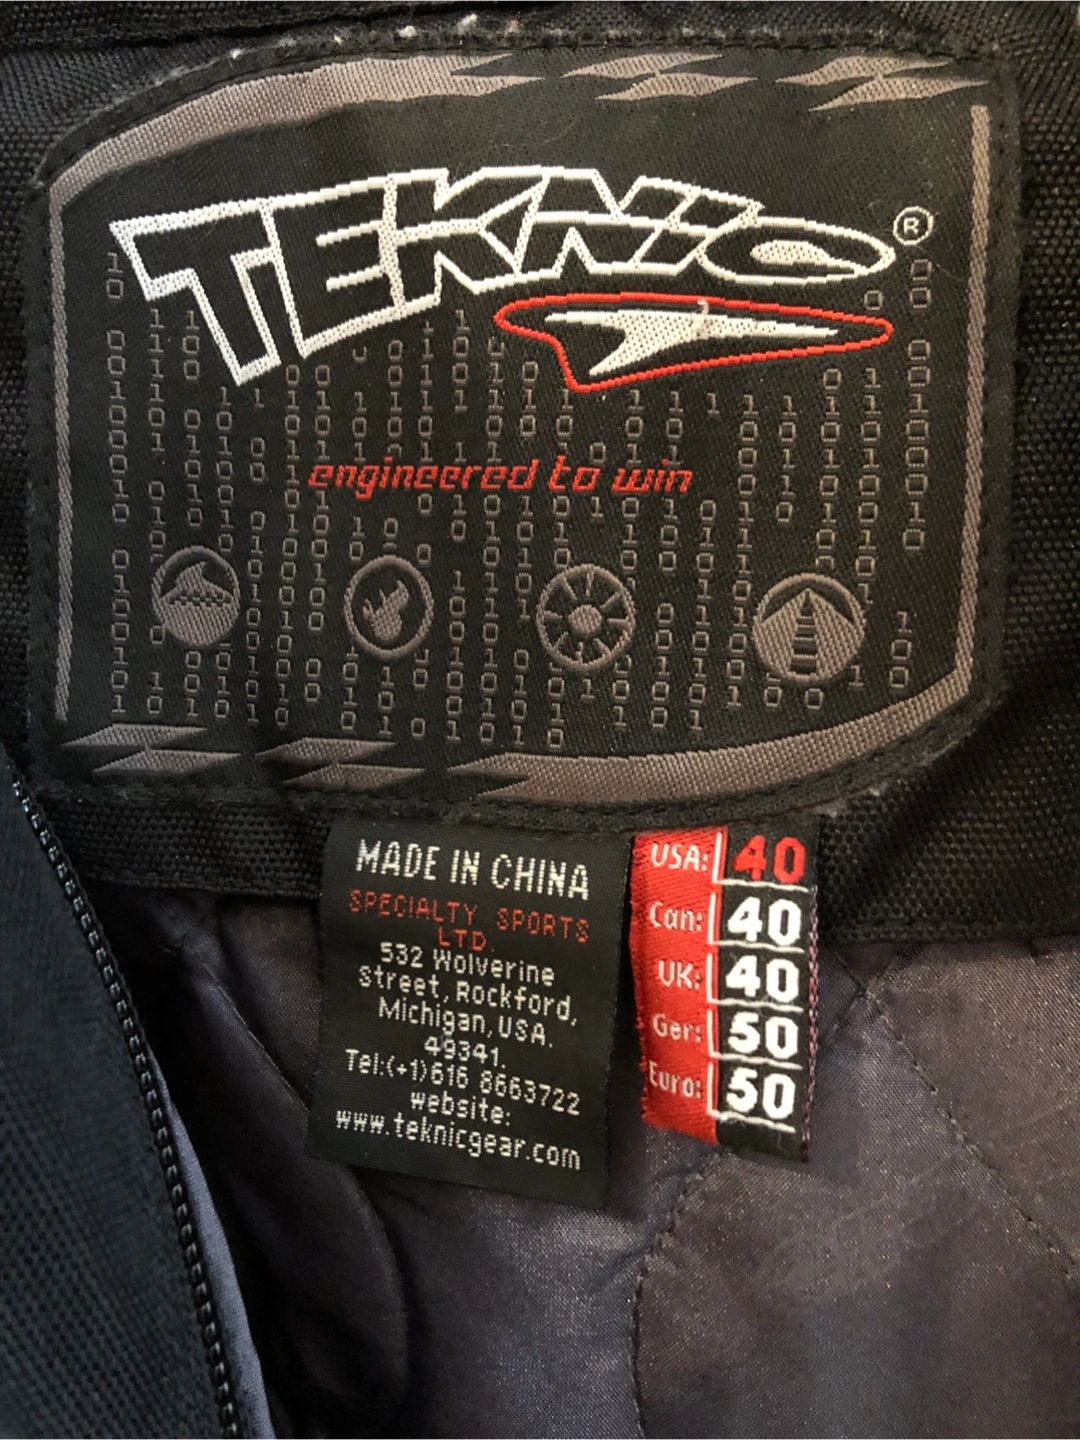 TEKNIC®
engineered to win
MADE IN CHINA
SPECIALTY SPORTS
LTD.
532 Wolverine
street, Rockford,
Michigan, USA.
49341.
Tel:(+1)616 8663722
website:
www.teknicgear.com
USA: 40
Can: 40
UK: 40
Ger: 50
Euro: 50